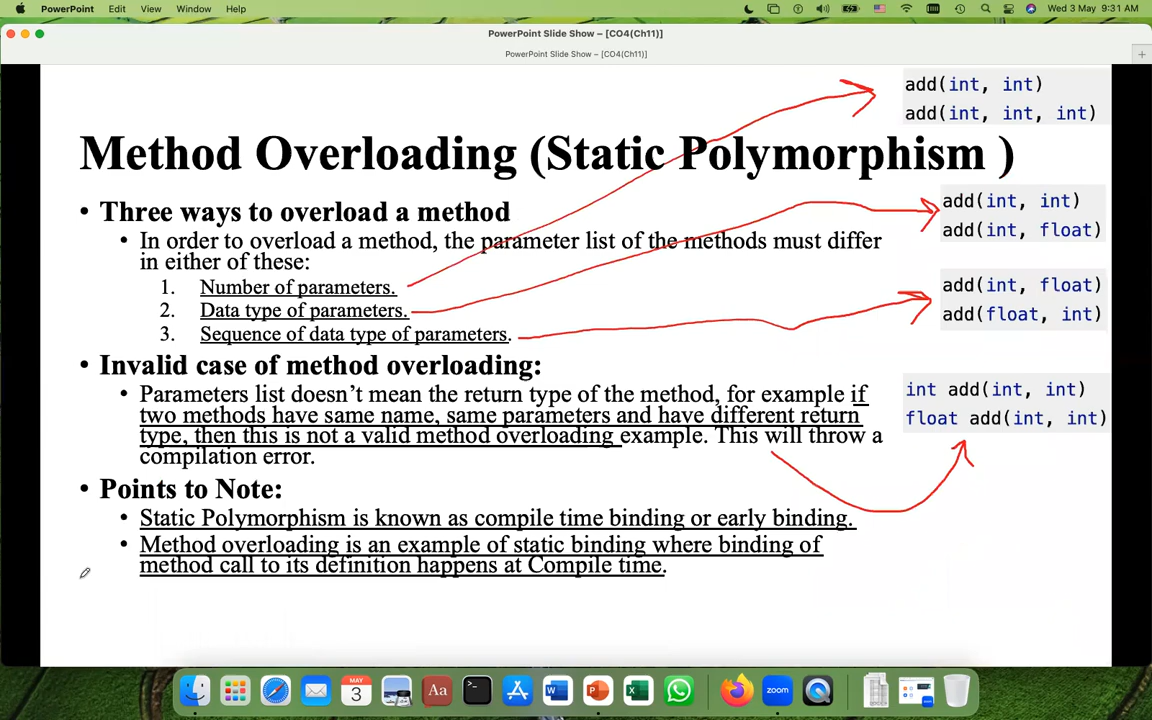 PowerPoint Edit View Window Help Wed 3 May 9:31 AM
PowerPoint Slide Show – [CO4(Ch11)]
PowerPoint Slide Show – [CO4(Ch11)]
add(int, int)
add(int, int, int)
Method Overloading (Static Polymorphism )
• Three ways to overload a method
• In order to overload a method, the parameter list of the methods must differ
in either of these:
1. Number of parameters.
2. Data type of parameters.
3. Sequence of data type of parameters.
add(int, int)
add(int, float)
add(int, float)
add(float, int)
• Invalid case of method overloading:
• Parameters list doesn’t mean the return type of the method, for example if
two methods have same name, same parameters and have different return
type, then this is not a valid method overloading example. This will throw a
compilation error.
int add(int, int)
float add(int, int)
• Points to Note:
• Static Polymorphism is known as compile time binding or early binding.
• Method overloading is an example of static binding where binding of
method call to its definition happens at Compile time.
MAY
3
Aa
W
P
X
zoom